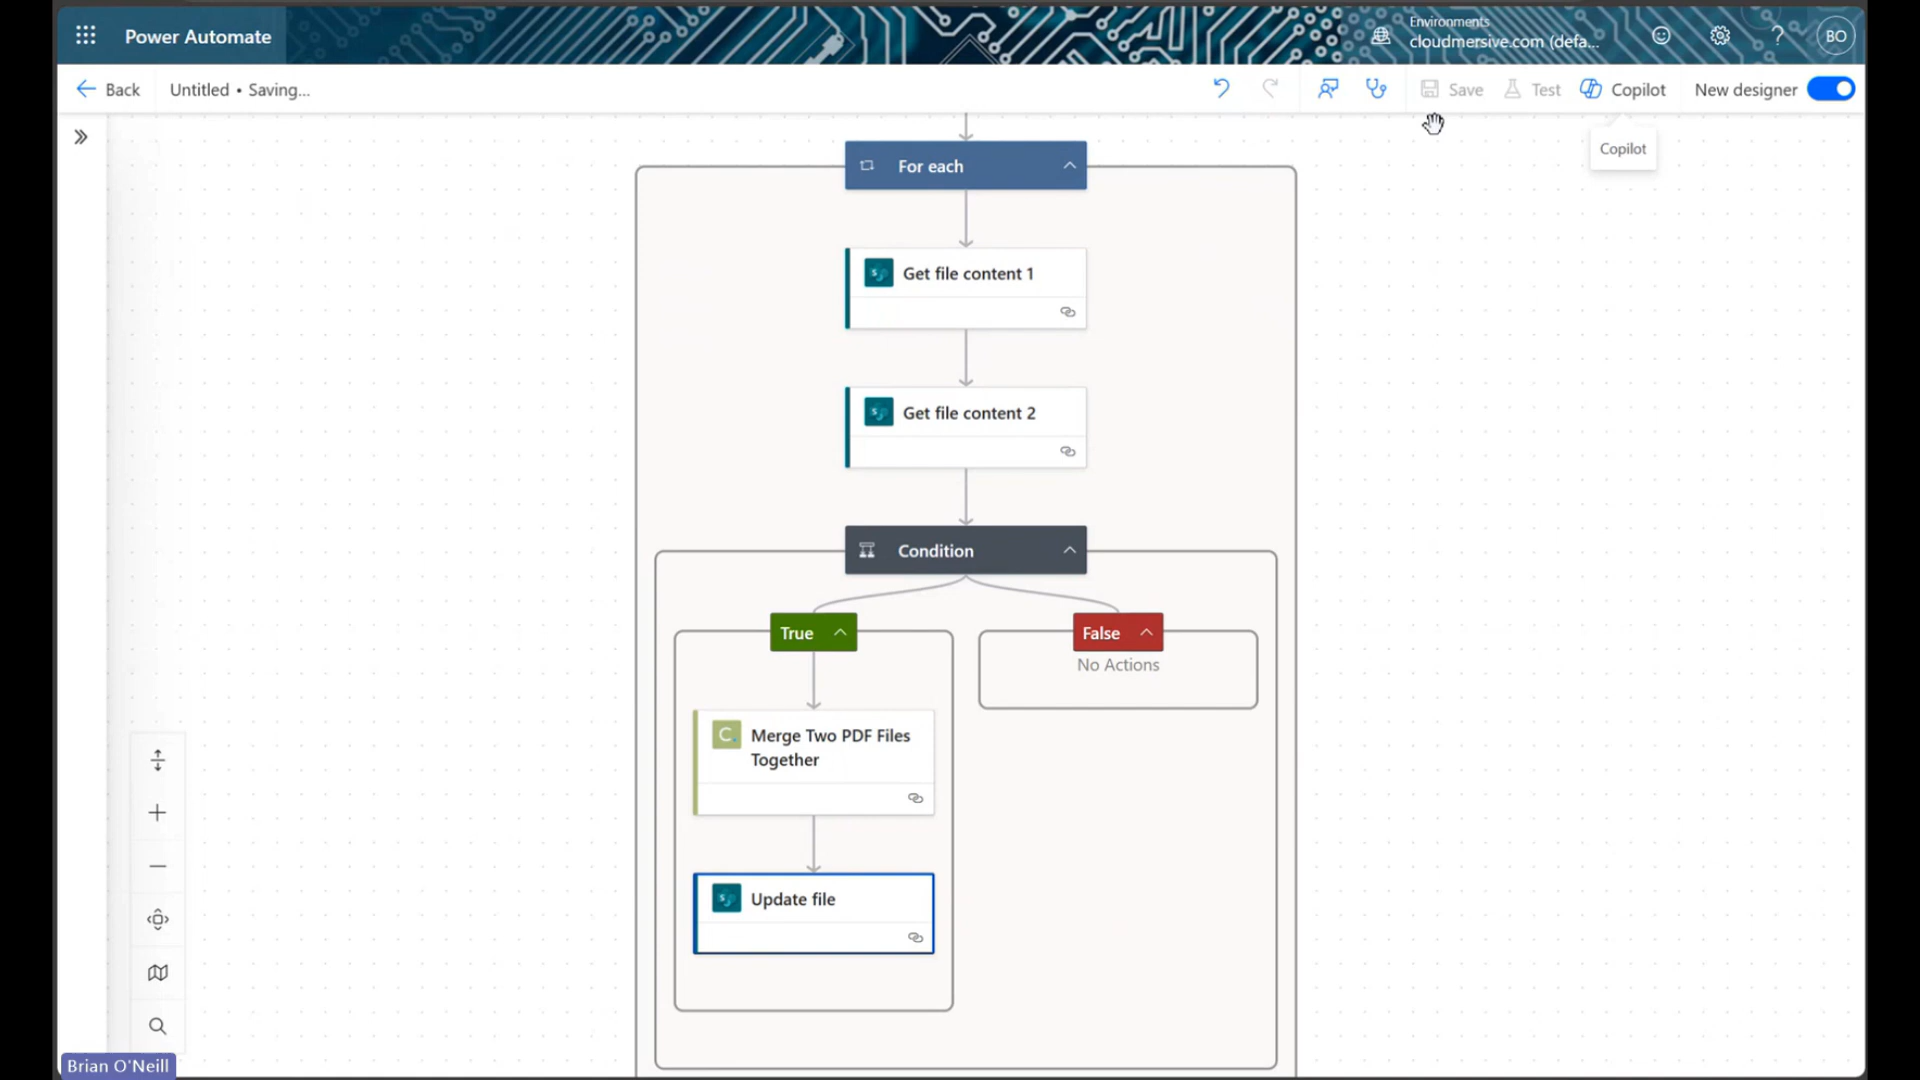 Power Automate
Environments
cloudmersive.com (defa...
BO
Back
Untitled • Saving...
Save
Test
Copilot
New designer
Copilot
For each
Get file content 1
Get file content 2
Condition
True
False
No Actions
C.
Merge Two PDF Files
Together
Update file
Brian O'Neill